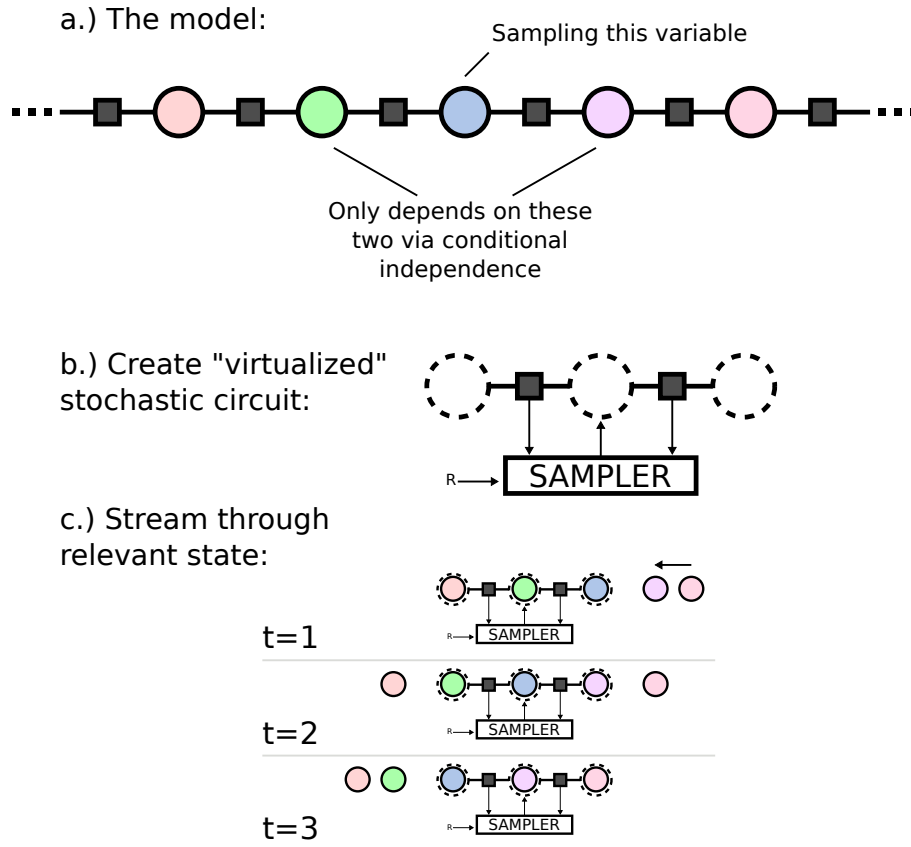 a.) The model:
Sampling this variable
Only depends on these
two via conditional
independence
b.) Create "virtualized"
stochastic circuit:
R
SAMPLER
c.) Stream through
relevant state:
t=1
R
SAMPLER
t=2
R
SAMPLER
t=3
R
SAMPLER